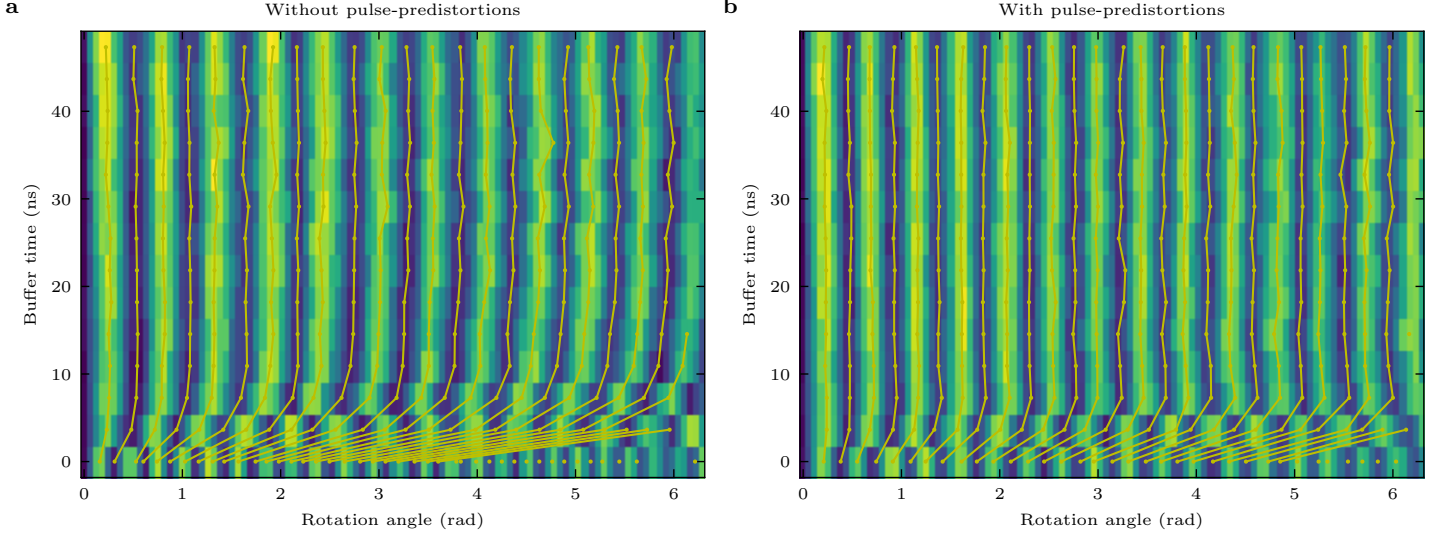 a
Without pulse-predistortions
Buffer time (ns)
40
30
20
10
0
0 1 2 3 4 5 6
Rotation angle (rad)
b
With pulse-predistortions
Buffer time (ns)
40
30
20
10
0
0 1 2 3 4 5 6
Rotation angle (rad)